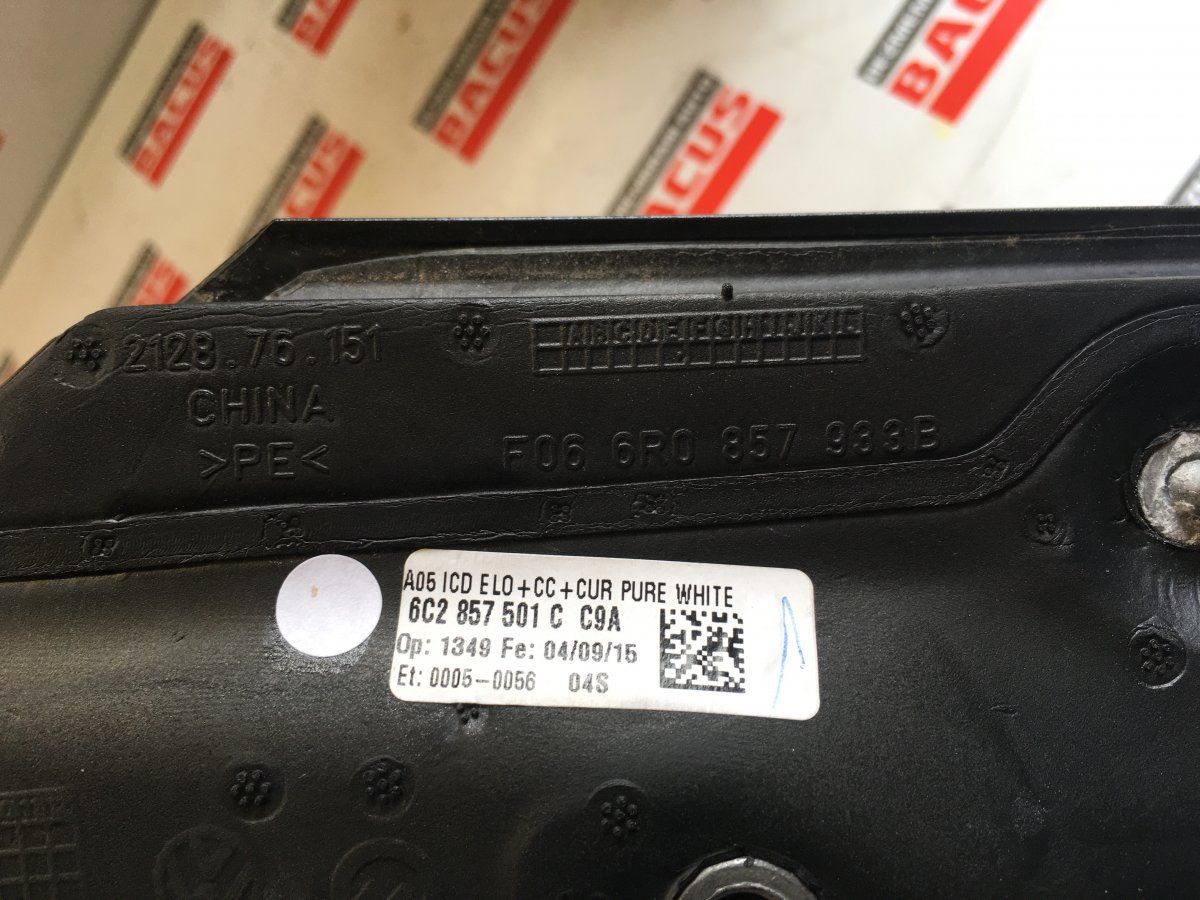 BACUS
BACUS
BACUS
BACUS
BACUS
2128.76.151
CHINA
>PE<
ABCDEFGHIJKL
F06 6R0 857 933B
A05 ICD ELO+CC+CUR PURE WHITE
6C2 857 501 C C9A
Op: 1349 Fe: 04/09/15
Et: 0005-0056 04S